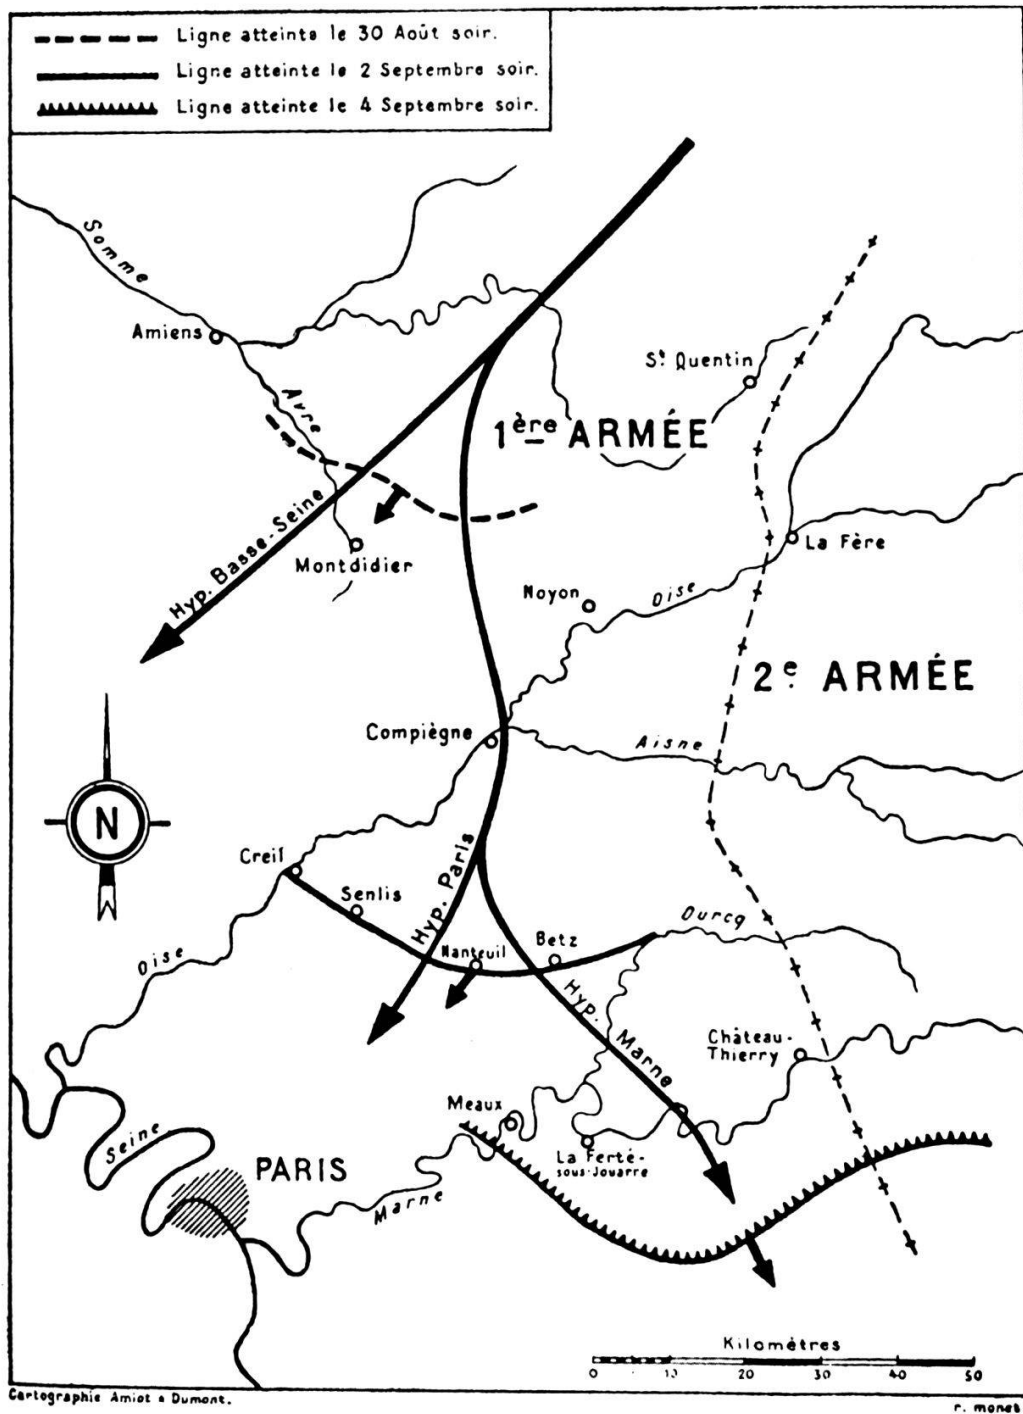 Ligne atteinte le 30 Août soir.
Ligne atteinte le 2 Septembre soir.
Ligne atteinte le 4 Septembre soir.
Somme
Amiens
Avre
St Quentin
1ère ARMÉE
Hyp. Basse-Seine
Montdidier
La Fère
Noyon
Oise
2e ARMÉE
Compiègne
Aisne
N
Creil
Senlis
Hyp. Paris
Nanteuil
Betz
Ourcq
Oise
Hyp. Marne
Château-
Thierry
Meaux
Seine
La Ferté-
sous-Jouarre
PARIS
Marne
Kilomètres
0 10 20 30 40 50
Cartographie Amiot & Dumont.
r. monet